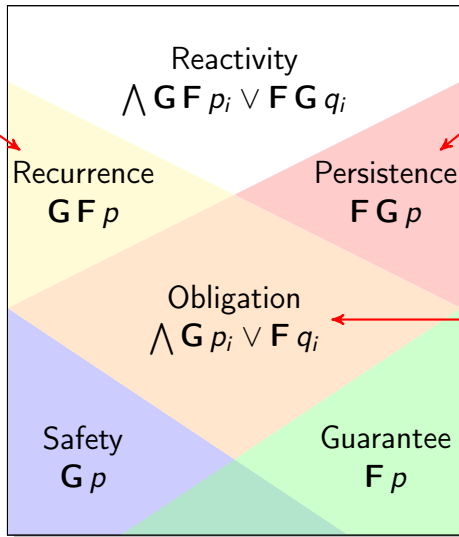 Reactivity
⋀ G F pᵢ ∨ F G qᵢ
Recurrence
G F p
Persistence
F G p
Obligation
⋀ G pᵢ ∨ F qᵢ
Safety
G p
Guarantee
F p